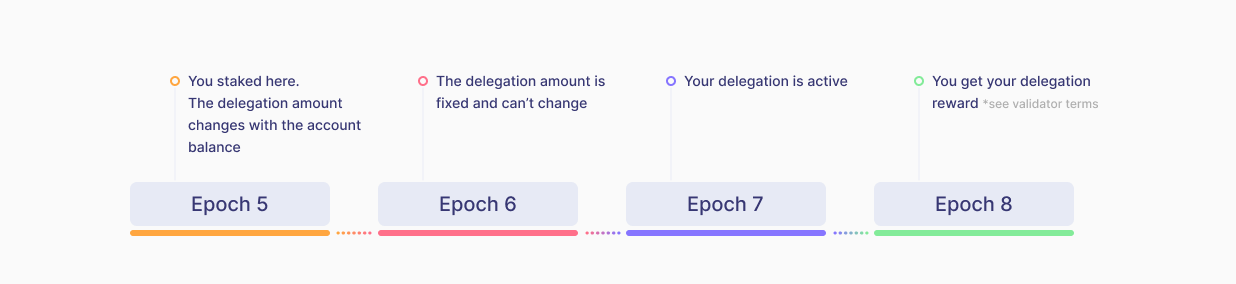 You staked here.
The delegation amount
changes with the account
balance
The delegation amount is
fixed and can’t change
Your delegation is active
You get your delegation
reward *see validator terms
Epoch 5
Epoch 6
Epoch 7
Epoch 8